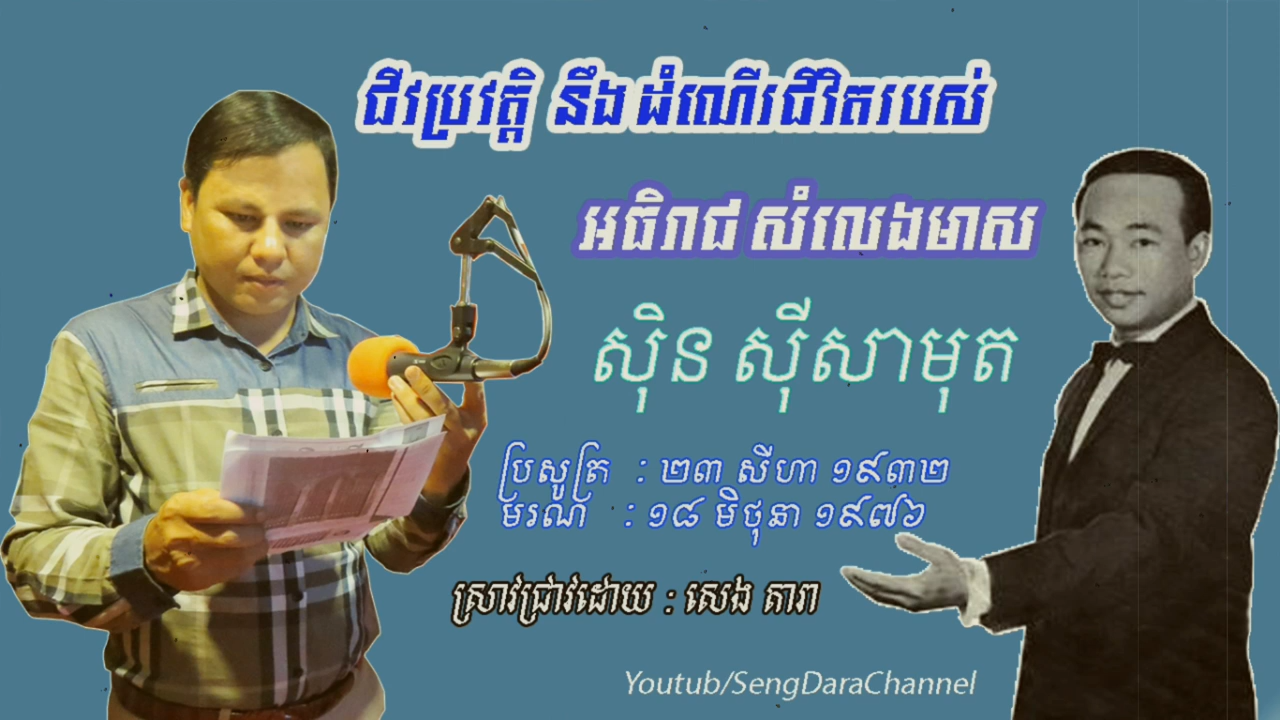 ជីវប្រវត្តិ នឹង ដំណើរជីវិតរបស់
អធិរាជ សំលេងមាស
ស៊ិន ស៊ីសាមុត
ប្រសូត្រ : ២៣ សីហា ១៩៣២
មរណ : ១៨ មិថុនា ១៩៧៦
ស្រាវជ្រាវដោយ : សេង តារា
Youtub/SengDaraChannel